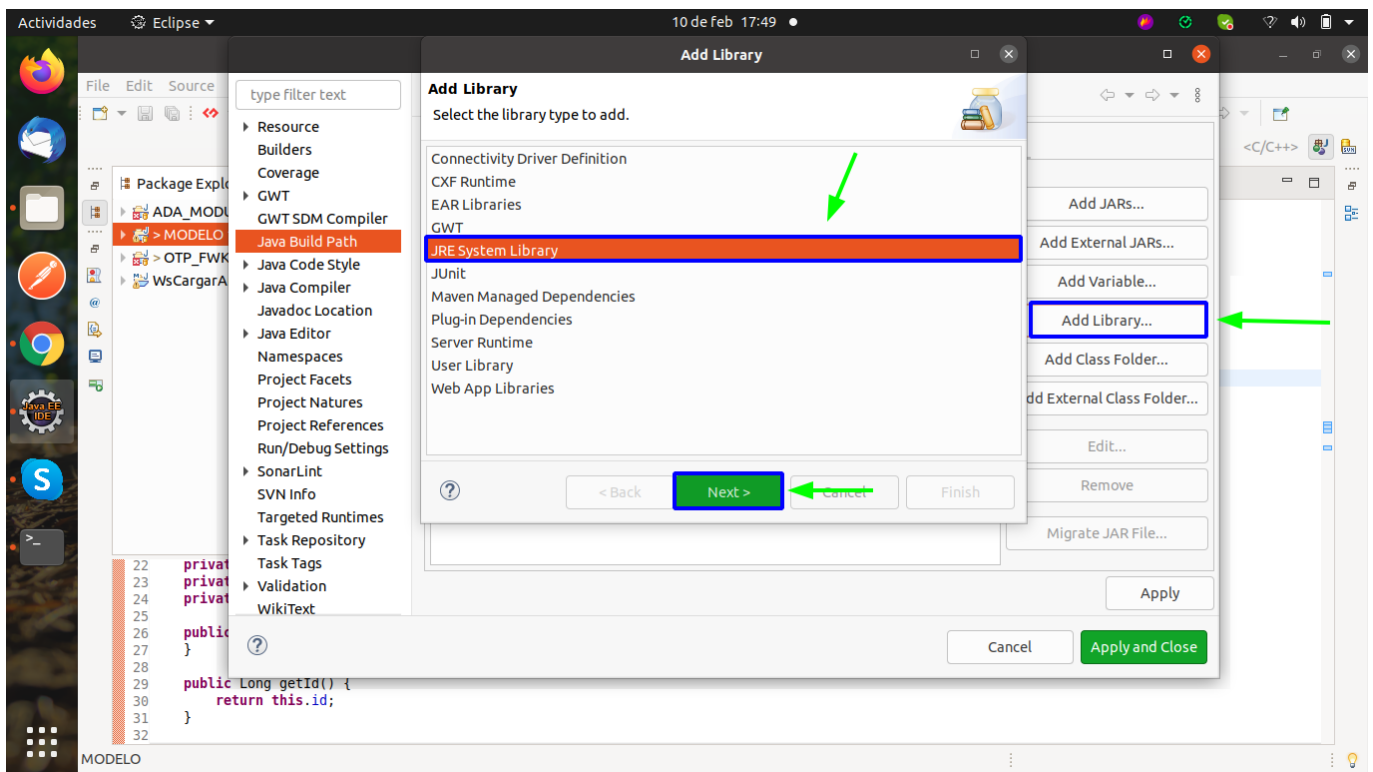 Actividades
Eclipse
10 de feb 17:49
Add Library
File Edit Source
type filter text
Resource
Builders
Coverage
GWT
GWT SDM Compiler
Java Build Path
Java Code Style
Java Compiler
Javadoc Location
Java Editor
Namespaces
Project Facets
Project Natures
Project References
Run/Debug Settings
SonarLint
SVN Info
Targeted Runtimes
Task Repository
Task Tags
Validation
WikiText
Package Explo
ADA_MODU
> MODELO
> OTP_FWK
WsCargarA
Add Library
Select the library type to add.
Connectivity Driver Definition
CXF Runtime
EAR Libraries
GWT
JRE System Library
JUnit
Maven Managed Dependencies
Plug-in Dependencies
Server Runtime
User Library
Web App Libraries
< Back
Next >
Cancel
Finish
Add JARs...
Add External JARs...
Add Variable...
Add Library...
Add Class Folder...
dd External Class Folder...
Edit...
Remove
Migrate JAR File...
Apply
Cancel
Apply and Close
<C/C++>
SVN
Java EE
IDE
S
>_
@
22 privat
23 privat
24 privat
25
26 public
27 }
28
29 public Long getId() {
30 return this.id;
31 }
32
MODELO